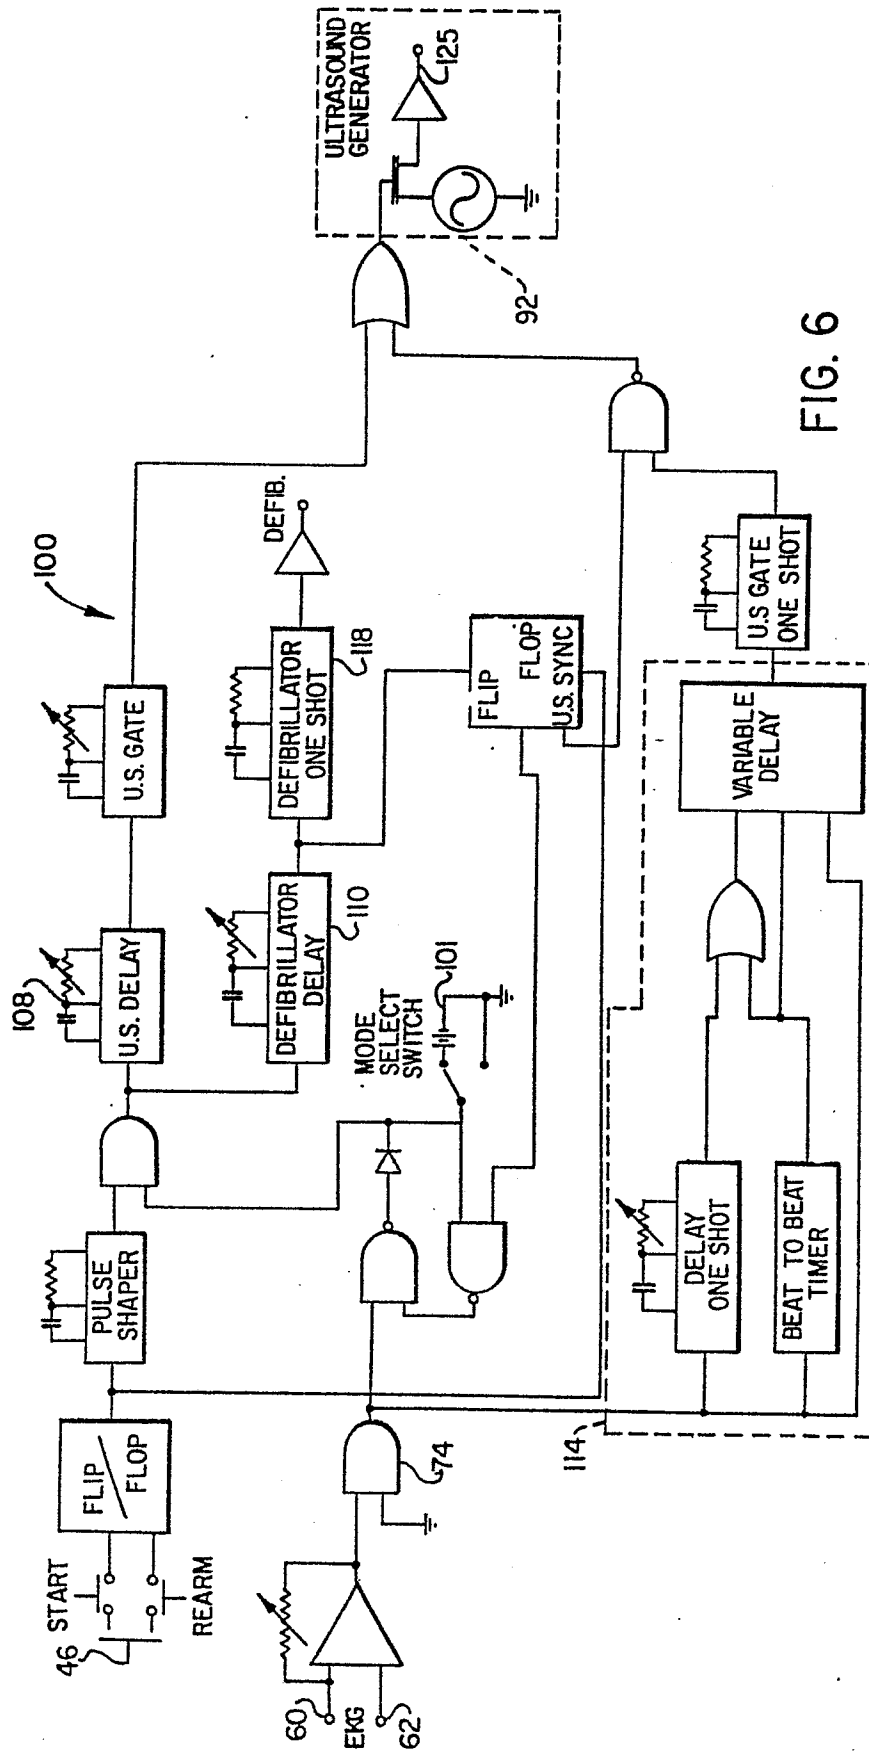 100
ULTRASOUND
GENERATOR
125
92
START
46
REARM
FLIP/
FLOP
PULSE
SHAPER
108
U.S. DELAY
U.S. GATE
DEFIBRILLATOR
DELAY
110
DEFIBRILLATOR
ONE SHOT
118
DEFIB.
MODE
SELECT
SWITCH
101
FLIP
FLOP
U.S. SYNC
60
EKG
62
74
114
DELAY
ONE SHOT
BEAT TO BEAT
TIMER
VARIABLE
DELAY
U.S GATE
ONE SHOT
FIG. 6